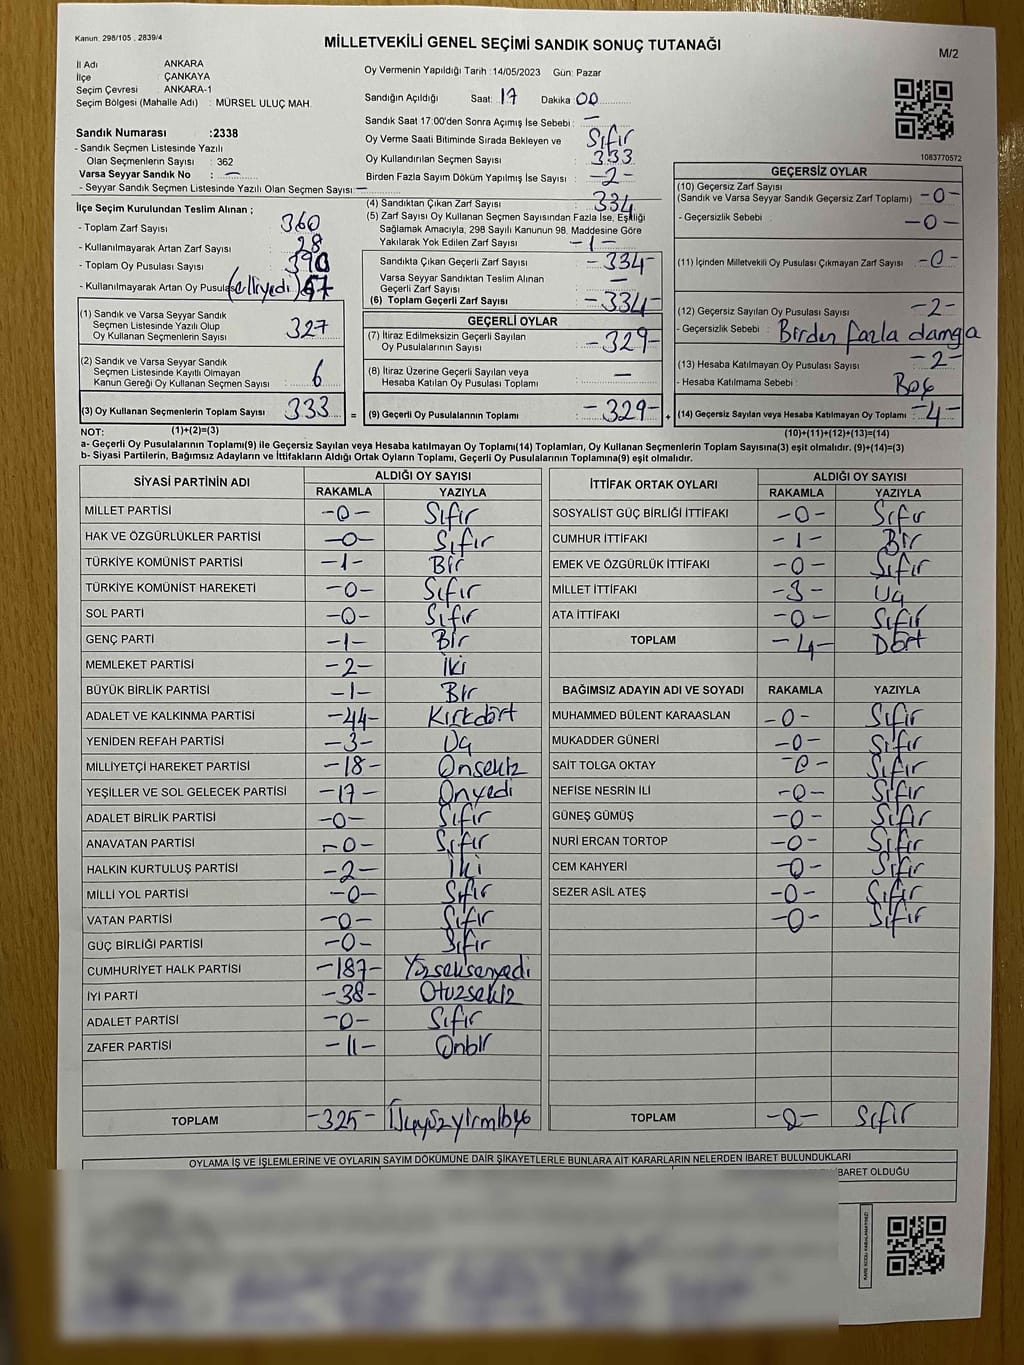 Kanun: 298/105 , 2839/4
MİLLETVEKİLİ GENEL SEÇİMİ SANDIK SONUÇ TUTANAĞI
M/2
İl Adı ANKARA
İlçe ÇANKAYA
Seçim Çevresi ANKARA-1
Seçim Bölgesi (Mahalle Adı) : MÜRSEL ULUÇ MAH.
Oy Vermenin Yapıldığı Tarih :14/05/2023 Gün: Pazar
Sandığın Açıldığı Saat: 17 Dakika 00
Sandık Saat 17:00'den Sonra Açımış İse Sebebi : —
Oy Verme Saati Bitiminde Sırada Bekleyen ve Sıfır
Oy Kullandırılan Seçmen Sayısı 333
Birden Fazla Sayım Döküm Yapılmış İse Sayısı : -2-
1083770572
Sandık Numarası :2338
- Sandık Seçmen Listesinde Yazılı
Olan Seçmenlerin Sayısı : 362
Varsa Seyyar Sandık No : —
- Seyyar Sandık Seçmen Listesinde Yazılı Olan Seçmen Sayısı: —
İlçe Seçim Kurulundan Teslim Alınan ;
- Toplam Zarf Sayısı 360
- Kullanılmayarak Artan Zarf Sayısı 28
- Toplam Oy Pusulası Sayısı 390
- Kullanılmayarak Artan Oy Pusulası (elliyedi) 57
(4) Sandıktan Çıkan Zarf Sayısı 334
(5) Zarf Sayısı Oy Kullanan Seçmen Sayısından Fazla İse, Eşitliği
Sağlamak Amacıyla, 298 Sayılı Kanunun 98. Maddesine Göre
Yakılarak Yok Edilen Zarf Sayısı -1-
Sandıkta Çıkan Geçerli Zarf Sayısı -334-
Varsa Seyyar Sandıktan Teslim Alınan
Geçerli Zarf Sayısı —
(6) Toplam Geçerli Zarf Sayısı -334-
GEÇERSİZ OYLAR
(10) Geçersiz Zarf Sayısı
(Sandık ve Varsa Seyyar Sandık Geçersiz Zarf Toplamı) -0-
- Geçersizlik Sebebi : -0-
(11) İçinden Milletvekili Oy Pusulası Çıkmayan Zarf Sayısı -0-
(12) Geçersiz Sayılan Oy Pusulası Sayısı -2-
- Geçersizlik Sebebi : Birden fazla damga
(13) Hesaba Katılmayan Oy Pusulası Sayısı -2-
- Hesaba Katılmama Sebebi : Boş
(14) Geçersiz Sayılan veya Hesaba Katılmayan Oy Toplamı -4-
(10)+(11)+(12)+(13)=(14)
(1) Sandık ve Varsa Seyyar Sandık
Seçmen Listesinde Yazılı Olup
Oy Kullanan Seçmenlerin Sayısı 327
(2) Sandık ve Varsa Seyyar Sandık
Seçmen Listesinde Kayıtlı Olmayan
Kanun Gereği Oy Kullanan Seçmen Sayısı 6
(3) Oy Kullanan Seçmenlerin Toplam Sayısı 333 =
GEÇERLİ OYLAR
(7) İtiraz Edilmeksizin Geçerli Sayılan
Oy Pusulalarının Sayısı -329-
(8) İtiraz Üzerine Geçerli Sayılan veya
Hesaba Katılan Oy Pusulası Toplamı —
(9) Geçerli Oy Pusulalarının Toplamı -329- +
NOT: (1)+(2)=(3)
a- Geçerli Oy Pusulalarının Toplamı(9) ile Geçersiz Sayılan veya Hesaba katılmayan Oy Toplamı(14) Toplamları, Oy Kullanan Seçmenlerin Toplam Sayısına(3) eşit olmalıdır. (9)+(14)=(3)
b- Siyasi Partilerin, Bağımsız Adayların ve İttifakların Aldığı Ortak Oyların Toplamı, Geçerli Oy Pusulalarının Toplamına(9) eşit olmalıdır.
SİYASİ PARTİNİN ADI ALDIĞI OY SAYISI
RAKAMLA YAZIYLA
MİLLET PARTİSİ -0- Sıfır
HAK VE ÖZGÜRLÜKLER PARTİSİ -0- Sıfır
TÜRKİYE KOMÜNİST PARTİSİ -1- Bir
TÜRKİYE KOMÜNİST HAREKETİ -0- Sıfır
SOL PARTİ -0- Sıfır
GENÇ PARTİ -1- Bir
MEMLEKET PARTİSİ -2- İki
BÜYÜK BİRLİK PARTİSİ -1- Bir
ADALET VE KALKINMA PARTİSİ -44- Kırkdört
YENİDEN REFAH PARTİSİ -3- Üç
MİLLİYETÇİ HAREKET PARTİSİ -18- Onsekiz
YEŞİLLER VE SOL GELECEK PARTİSİ -17- Onyedi
ADALET BİRLİK PARTİSİ -0- Sıfır
ANAVATAN PARTİSİ -0- Sıfır
HALKIN KURTULUŞ PARTİSİ -2- İki
MİLLİ YOL PARTİSİ -0- Sıfır
VATAN PARTİSİ -0- Sıfır
GÜÇ BİRLİĞİ PARTİSİ -0- Sıfır
CUMHURİYET HALK PARTİSİ -187- Yüzseksenyedi
İYİ PARTİ -38- Otuzsekiz
ADALET PARTİSİ -0- Sıfır
ZAFER PARTİSİ -11- Onbir
TOPLAM -325- Üçyüzyirmibeş
İTTİFAK ORTAK OYLARI ALDIĞI OY SAYISI
RAKAMLA YAZIYLA
SOSYALİST GÜÇ BİRLİĞİ İTTİFAKI -0- Sıfır
CUMHUR İTTİFAKI -1- Bir
EMEK VE ÖZGÜRLÜK İTTİFAKI -0- Sıfır
MİLLET İTTİFAKI -3- Üç
ATA İTTİFAKI -0- Sıfır
TOPLAM -4- Dört
BAĞIMSIZ ADAYIN ADI VE SOYADI RAKAMLA YAZIYLA
MUHAMMED BÜLENT KARAASLAN -0- Sıfır
MUKADDER GÜNERİ -0- Sıfır
SAİT TOLGA OKTAY -0- Sıfır
NEFİSE NESRİN İLİ -0- Sıfır
GÜNEŞ GÜMÜŞ -0- Sıfır
NURİ ERCAN TORTOP -0- Sıfır
CEM KAHYERİ -0- Sıfır
SEZER ASİL ATEŞ -0- Sıfır
-0- Sıfır
TOPLAM -0- Sıfır
OYLAMA İŞ VE İŞLEMLERİNE VE OYLARIN SAYIM DÖKÜMÜNE DAİR ŞİKAYETLERLE BUNLARA AİT KARARLARIN NELERDEN İBARET BULUNDUKLARI
İBARET OLDUĞU